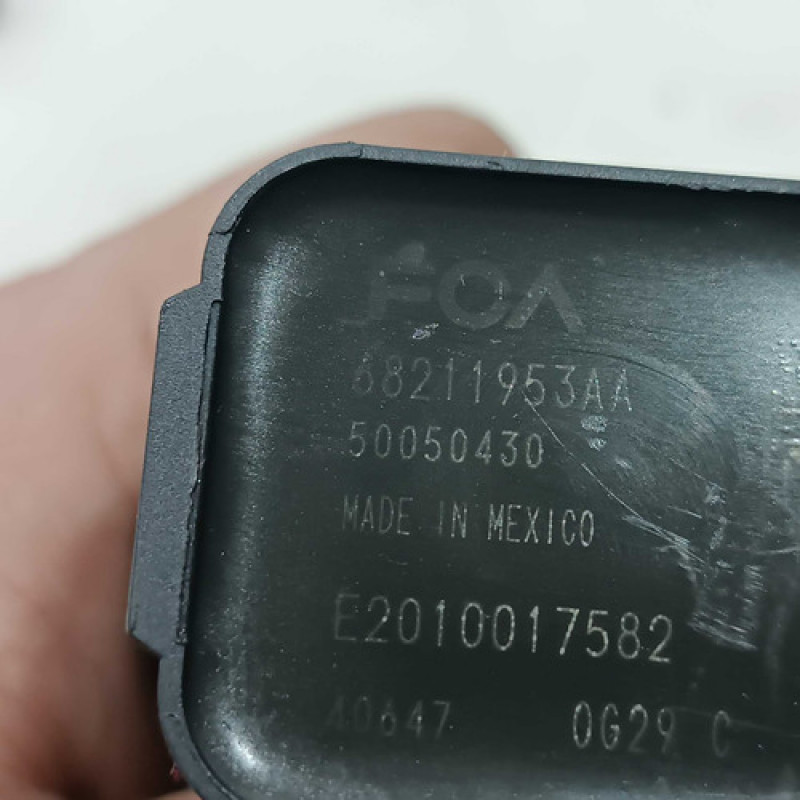 FCA
68211953AA
50050430
MADE IN MEXICO
E2010017582
40647 0G29 C